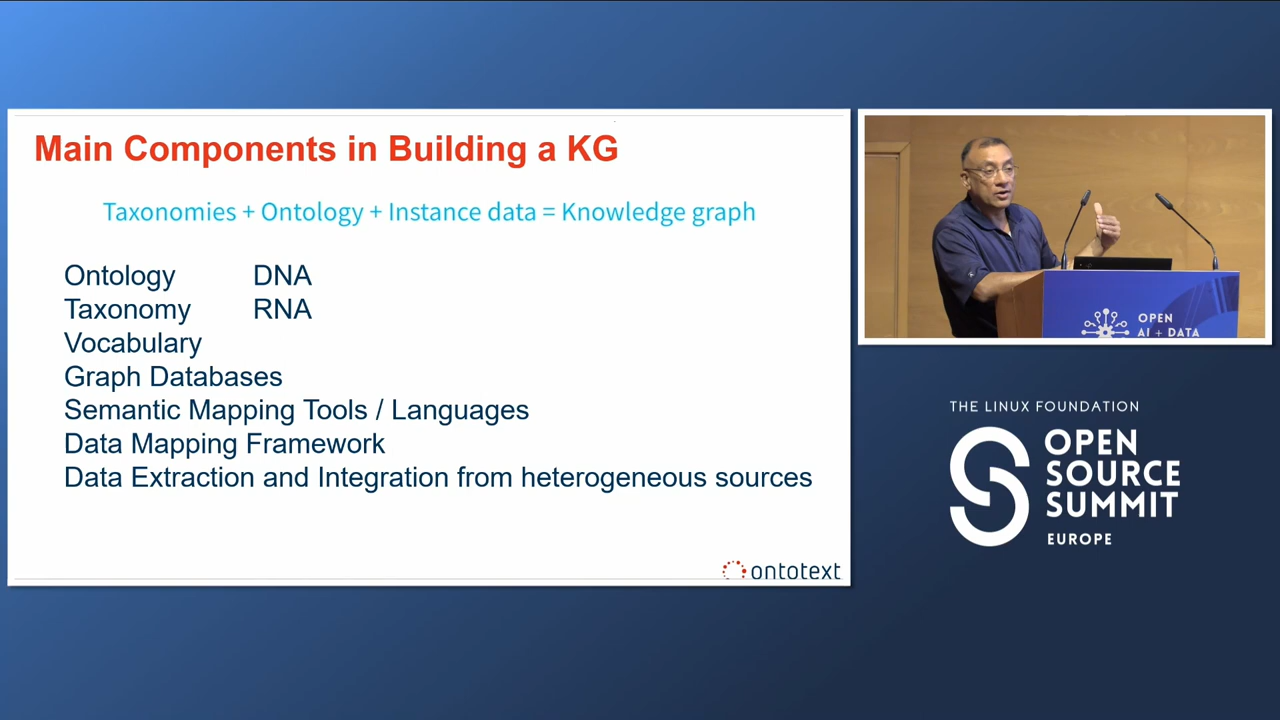 Main Components in Building a KG
Taxonomies + Ontology + Instance data = Knowledge graph
Ontology DNA
Taxonomy RNA
Vocabulary
Graph Databases
Semantic Mapping Tools / Languages
Data Mapping Framework
Data Extraction and Integration from heterogeneous sources
ontotext
OPEN
AI + DATA
THE LINUX FOUNDATION
OPEN
SOURCE
SUMMIT
EUROPE